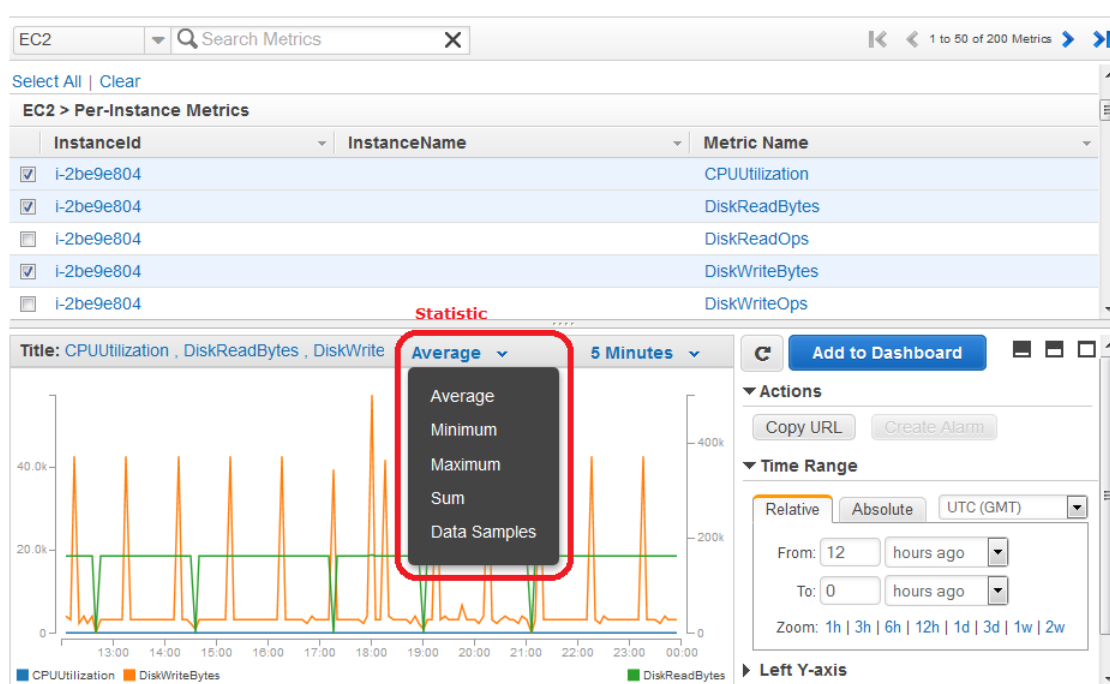 EC2 Search Metrics 1 to 50 of 200 Metrics
Select All | Clear
EC2 > Per-Instance Metrics
InstanceId InstanceName Metric Name
i-2be9e804 CPUUtilization
i-2be9e804 DiskReadBytes
i-2be9e804 DiskReadOps
i-2be9e804 DiskWriteBytes
i-2be9e804 DiskWriteOps
Statistic
Title: CPUUtilization , DiskReadBytes , DiskWrite Average 5 Minutes
Average
Minimum
Maximum
Sum
Data Samples
40.0k
20.0k
0
400k
200k
0
13:00 14:00 15:00 16:00 17:00 18:00 19:00 20:00 21:00 22:00 23:00 00:00
CPUUtilization DiskWriteBytes DiskReadBytes
Add to Dashboard
Actions
Copy URL Create Alarm
Time Range
Relative Absolute UTC (GMT)
From: 12 hours ago
To: 0 hours ago
Zoom: 1h | 3h | 6h | 12h | 1d | 3d | 1w | 2w
Left Y-axis